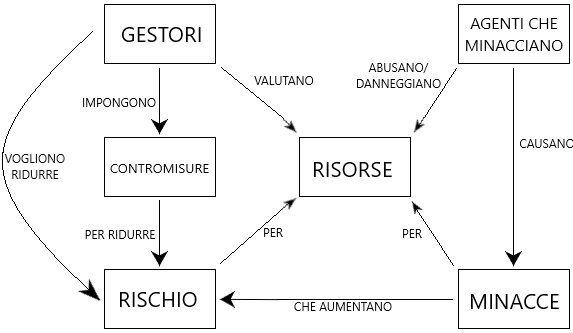 GESTORI
AGENTI CHE
MINACCIANO
VALUTANO
ABUSANO/
DANNEGGIANO
IMPONGONO
CAUSANO
VOGLIONO
RIDURRE
CONTROMISURE
RISORSE
PER RIDURRE
PER
PER
RISCHIO
CHE AUMENTANO
MINACCE